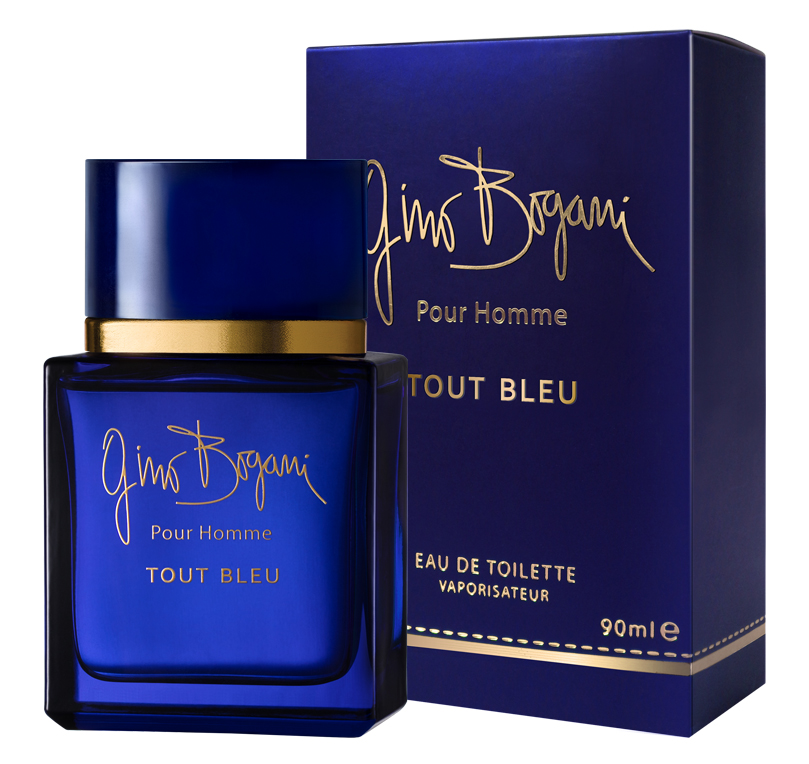 Gino Bogani
Pour Homme
TOUT BLEU
Gino Bogani
Pour Homme
TOUT BLEU
EAU DE TOILETTE
VAPORISATEUR
90ml e